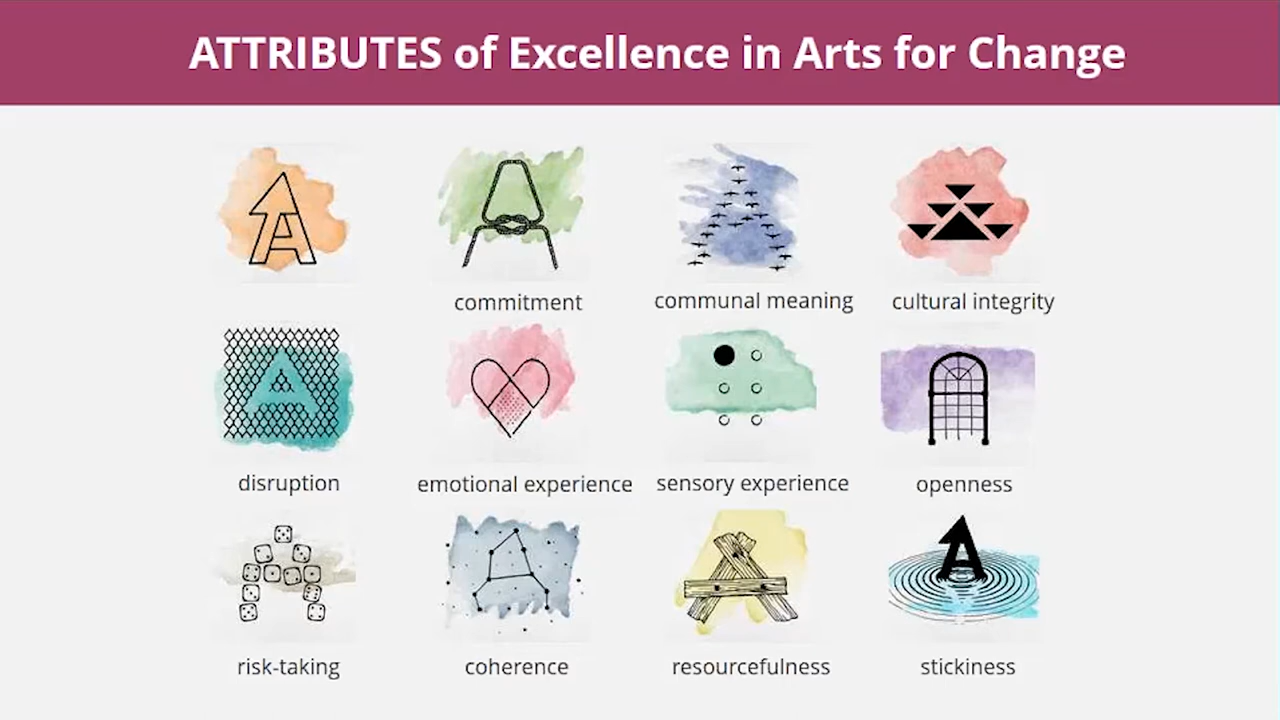 ATTRIBUTES of Excellence in Arts for Change
commitment
communal meaning
cultural integrity
disruption
emotional experience
sensory experience
openness
risk-taking
coherence
resourcefulness
stickiness